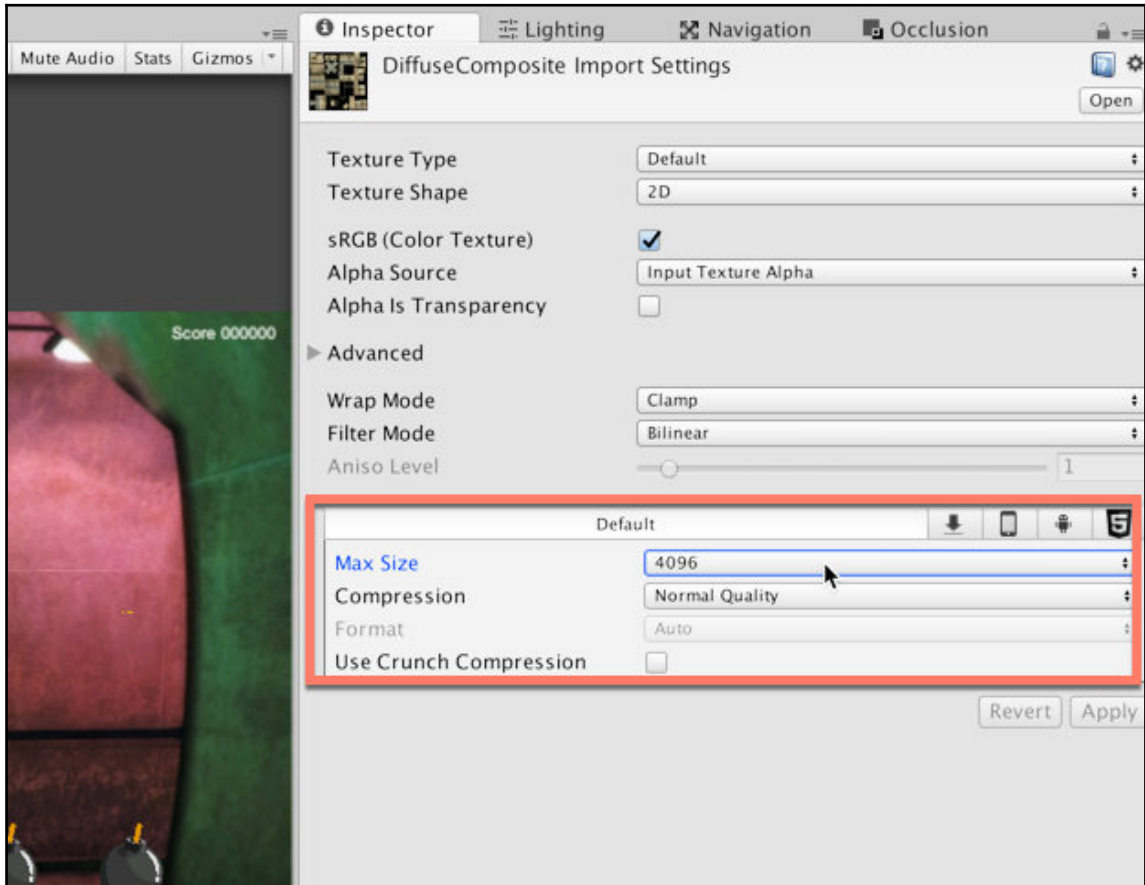 Inspector Lighting Navigation Occlusion
Mute Audio Stats Gizmos
DiffuseComposite Import Settings
Open
Texture Type Default
Texture Shape 2D
sRGB (Color Texture)
Alpha Source Input Texture Alpha
Alpha Is Transparency
Score 000000
Advanced
Wrap Mode Clamp
Filter Mode Bilinear
Aniso Level 1
Default
Max Size 4096
Compression Normal Quality
Format Auto
Use Crunch Compression
Revert Apply